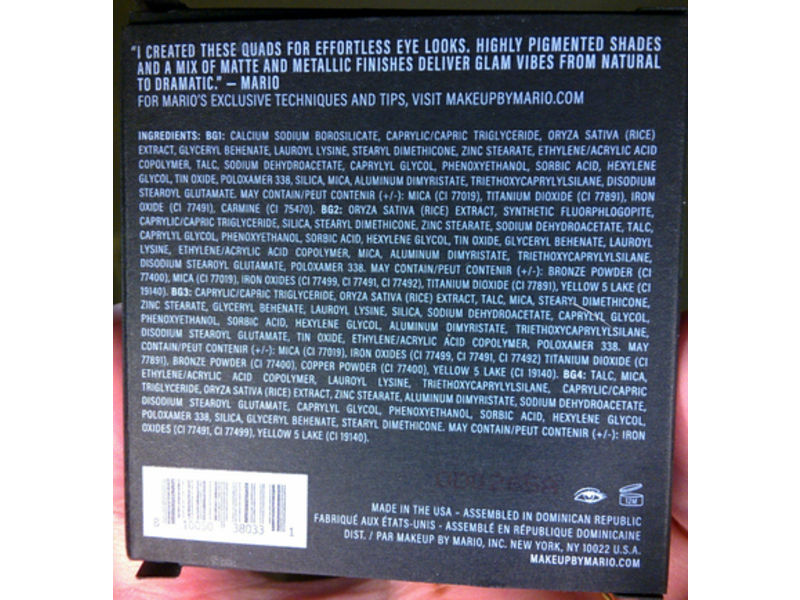 "I CREATED THESE QUADS FOR EFFORTLESS EYE LOOKS. HIGHLY PIGMENTED SHADES
AND A MIX OF MATTE AND METALLIC FINISHES DELIVER GLAM VIBES FROM NATURAL
TO DRAMATIC." – MARIO
FOR MARIO'S EXCLUSIVE TECHNIQUES AND TIPS, VISIT MAKEUPBYMARIO.COM
INGREDIENTS: BG1: CALCIUM SODIUM BOROSILICATE, CAPRYLIC/CAPRIC TRIGLYCERIDE, ORYZA SATIVA (RICE)
EXTRACT, GLYCERYL BEHENATE, LAUROYL LYSINE, STEARYL DIMETHICONE, ZINC STEARATE, ETHYLENE/ACRYLIC ACID
COPOLYMER, TALC, SODIUM DEHYDROACETATE, CAPRYLYL GLYCOL, PHENOXYETHANOL, SORBIC ACID, HEXYLENE
GLYCOL, TIN OXIDE, POLOXAMER 338, SILICA, MICA, ALUMINUM DIMYRISTATE, TRIETHOXYCAPRYLYLSILANE, DISODIUM
STEAROYL GLUTAMATE. MAY CONTAIN/PEUT CONTENIR (+/-): MICA (CI 77019), TITANIUM DIOXIDE (CI 77891), IRON
OXIDE (CI 77491), CARMINE (CI 75470). BG2: ORYZA SATIVA (RICE) EXTRACT, SYNTHETIC FLUORPHLOGOPITE,
CAPRYLIC/CAPRIC TRIGLYCERIDE, SILICA, STEARYL DIMETHICONE, ZINC STEARATE, SODIUM DEHYDROACETATE, TALC,
CAPRYLYL GLYCOL, PHENOXYETHANOL, SORBIC ACID, HEXYLENE GLYCOL, TIN OXIDE, GLYCERYL BEHENATE, LAUROYL
LYSINE, ETHYLENE/ACRYLIC ACID COPOLYMER, MICA, ALUMINUM DIMYRISTATE, TRIETHOXYCAPRYLYLSILANE,
DISODIUM STEAROYL GLUTAMATE, POLOXAMER 338. MAY CONTAIN/PEUT CONTENIR (+/-): BRONZE POWDER (CI
77400), MICA (CI 77019), IRON OXIDES (CI 77499, CI 77491, CI 77492), TITANIUM DIOXIDE (CI 77891), YELLOW 5 LAKE (CI
19140). BG3: CAPRYLIC/CAPRIC TRIGLYCERIDE, ORYZA SATIVA (RICE) EXTRACT, TALC, MICA, STEARYL DIMETHICONE,
ZINC STEARATE, GLYCERYL BEHENATE, LAUROYL LYSINE, SILICA, SODIUM DEHYDROACETATE, CAPRYLYL GLYCOL,
PHENOXYETHANOL, SORBIC ACID, HEXYLENE GLYCOL, ALUMINUM DIMYRISTATE, TRIETHOXYCAPRYLYLSILANE,
DISODIUM STEAROYL GLUTAMATE, TIN OXIDE, ETHYLENE/ACRYLIC ACID COPOLYMER, POLOXAMER 338. MAY
CONTAIN/PEUT CONTENIR (+/-): MICA (CI 77019), IRON OXIDES (CI 77499, CI 77491, CI 77492) TITANIUM DIOXIDE (CI
77891), BRONZE POWDER (CI 77400), COPPER POWDER (CI 77400), YELLOW 5 LAKE (CI 19140). BG4: TALC, MICA,
ETHYLENE/ACRYLIC ACID COPOLYMER, LAUROYL LYSINE, TRIETHOXYCAPRYLYLSILANE, CAPRYLIC/CAPRIC
TRIGLYCERIDE, ORYZA SATIVA (RICE) EXTRACT, ZINC STEARATE, ALUMINUM DIMYRISTATE, SODIUM DEHYDROACETATE,
DISODIUM STEAROYL GLUTAMATE, CAPRYLYL GLYCOL, PHENOXYETHANOL, SORBIC ACID, HEXYLENE GLYCOL,
POLOXAMER 338, SILICA, GLYCERYL BEHENATE, STEARYL DIMETHICONE. MAY CONTAIN/PEUT CONTENIR (+/-): IRON
OXIDES (CI 77491, CI 77499), YELLOW 5 LAKE (CI 19140).
12M
38033 1
MADE IN THE USA - ASSEMBLED IN DOMINICAN REPUBLIC
FABRIQUÉ AUX ÉTATS-UNIS - ASSEMBLÉ EN RÉPUBLIQUE DOMINICAINE
DIST. / PAR MAKEUP BY MARIO, INC. NEW YORK, NY 10022 U.S.A.
MAKEUPBYMARIO.COM